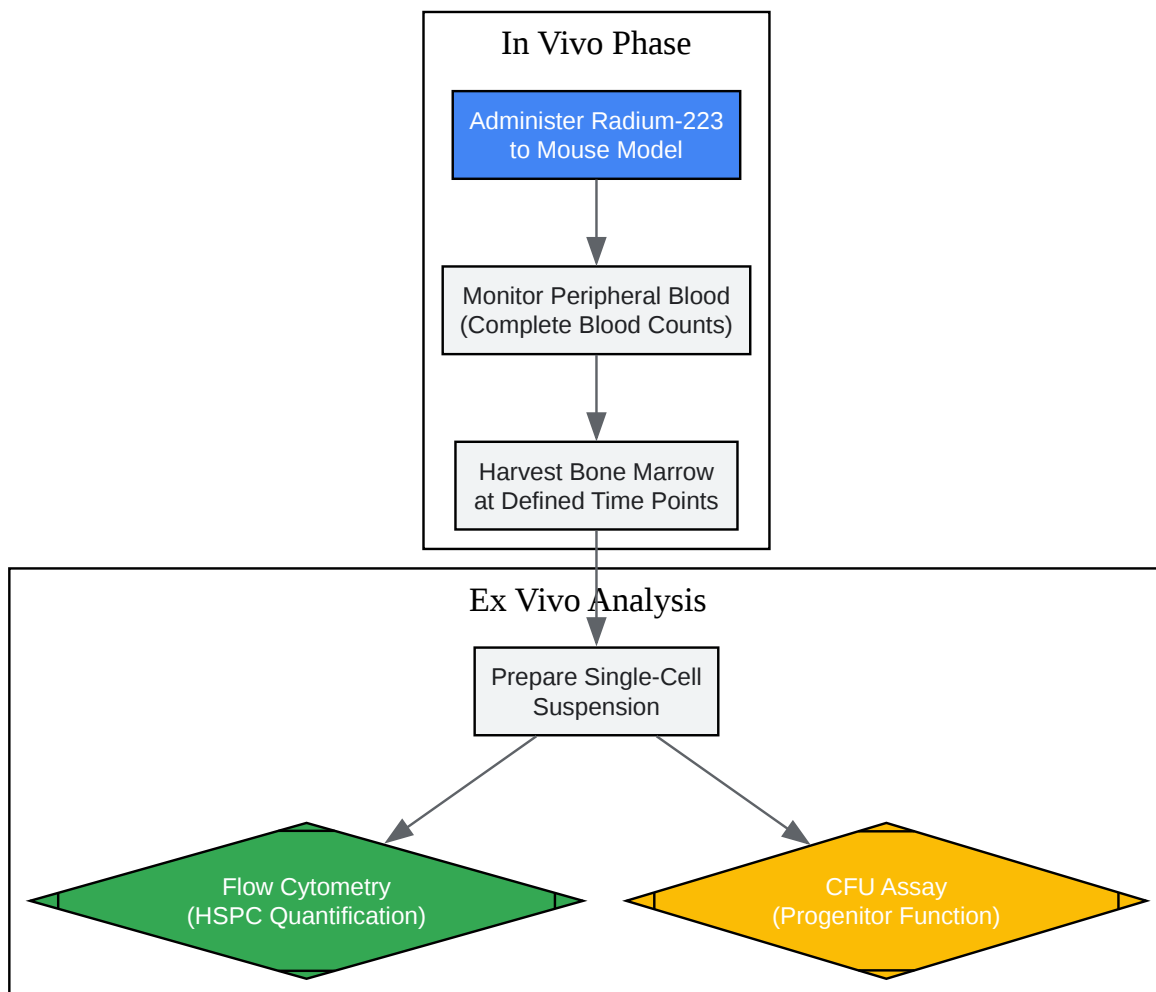 In Vivo Phase
Administer Radium-223
to Mouse Model
Monitor Peripheral Blood
(Complete Blood Counts)
Harvest Bone Marrow
at Defined Time Points
Ex Vivo Analysis
Prepare Single-Cell
Suspension
Flow Cytometry
(HSPC Quantification)
CFU Assay
(Progenitor Function)